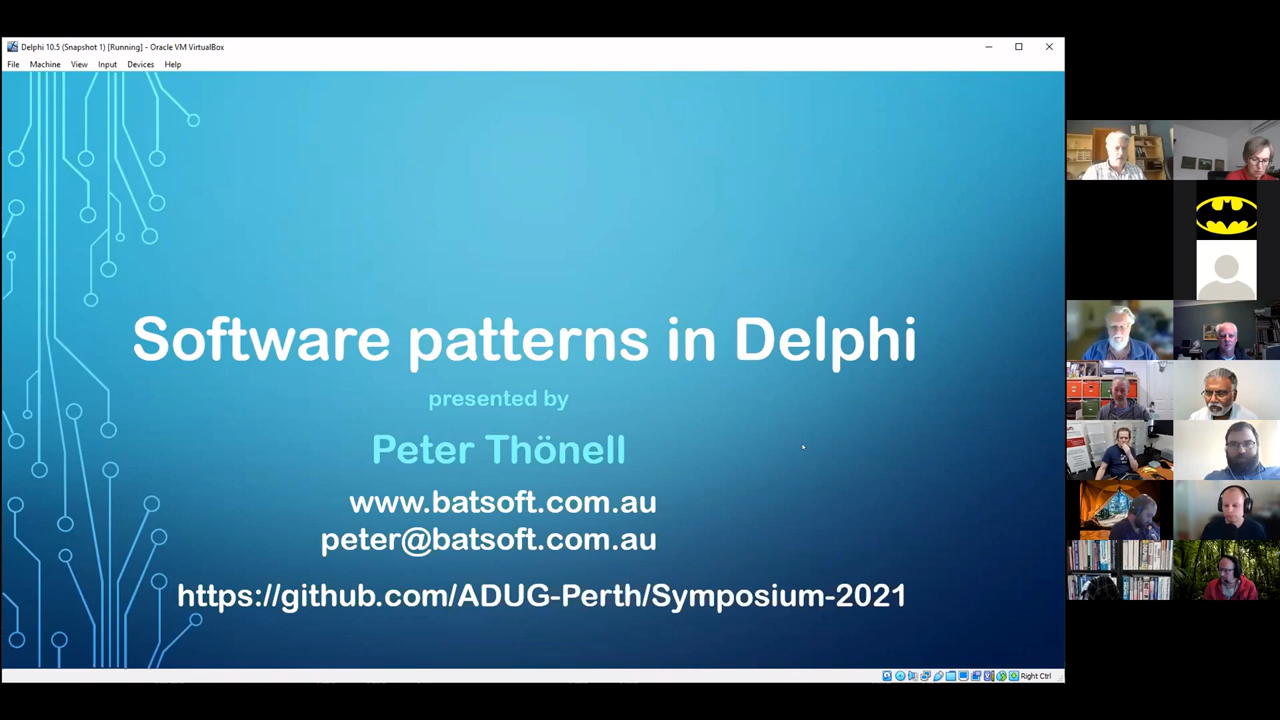 Delphi 10.5 (Snapshot 1) [Running] - Oracle VM VirtualBox
File Machine View Input Devices Help
Software patterns in Delphi
presented by
Peter Thönell
www.batsoft.com.au
peter@batsoft.com.au
https://github.com/ADUG-Perth/Symposium-2021
Right Ctrl